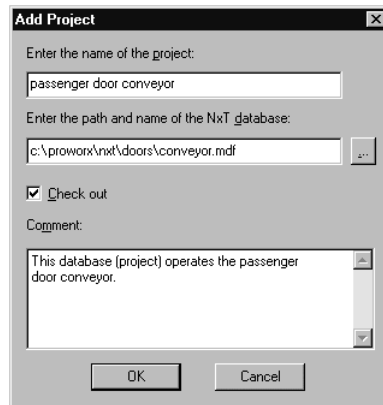 Add Project
Enter the name of the project:
passenger door conveyor
Enter the path and name of the NxT database:
c:\proworx\nxt\doors\conveyor.mdf
...
Check out
Comment:
This database (project) operates the passenger
door conveyor.
OK
Cancel